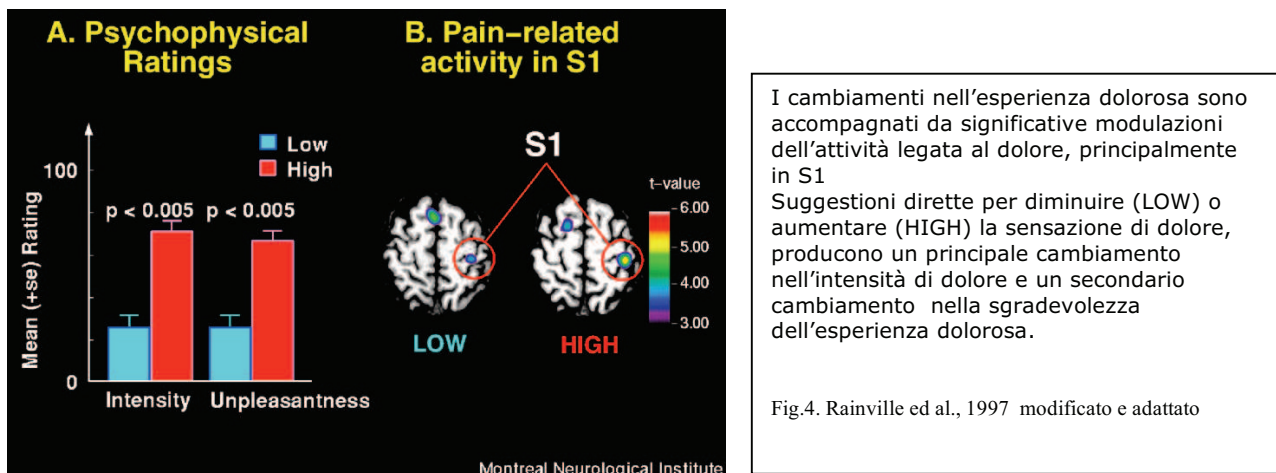 A. Psychophysical
Ratings
B. Pain-related
activity in S1
Low
High
100
p < 0.005 p < 0.005
0
Mean (+se) Rating
Intensity Unpleasantness
S1
t-value
6.00
5.00
4.00
3.00
LOW
HIGH
Montreal Neurological Institute
I cambiamenti nell’esperienza dolorosa sono
accompagnati da significative modulazioni
dell’attività legata al dolore, principalmente
in S1
Suggestioni dirette per diminuire (LOW) o
aumentare (HIGH) la sensazione di dolore,
producono un principale cambiamento
nell’intensità di dolore e un secondario
cambiamento nella sgradevolezza
dell’esperienza dolorosa.
Fig.4. Rainville ed al., 1997 modificato e adattato